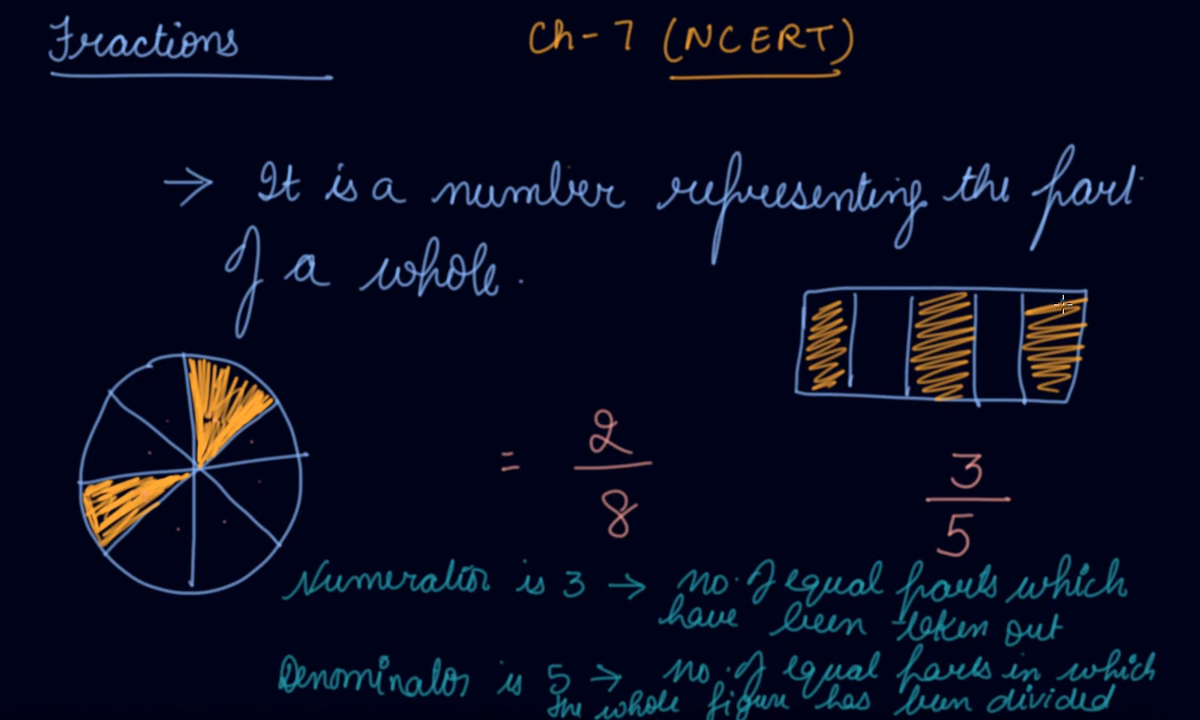 Fractions
Ch-7 (NCERT)
→ It is a number representing the part
of a whole.
= 2/8
3/5
Numerator is 3 → no. of equal parts which
have been taken out
Denominator is 5 → no. of equal parts in which
the whole figure has been divided